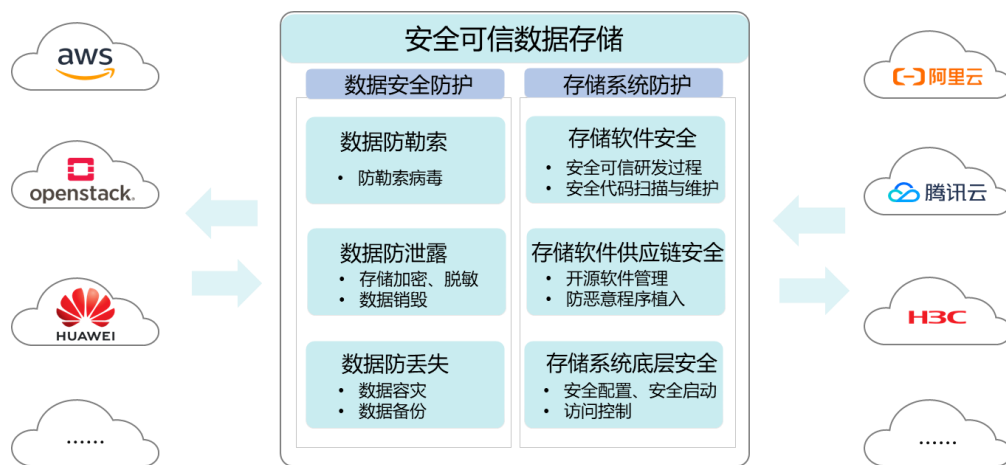 安全可信数据存储
aws
openstack.
HUAWEI
......
数据安全防护
数据防勒索
• 防勒索病毒
数据防泄露
• 存储加密、脱敏
• 数据销毁
数据防丢失
• 数据容灾
• 数据备份
存储系统防护
存储软件安全
• 安全可信研发过程
• 安全代码扫描与维护
存储软件供应链安全
• 开源软件管理
• 防恶意程序植入
存储系统底层安全
• 安全配置、安全启动
• 访问控制
阿里云
腾讯云
H3C
......